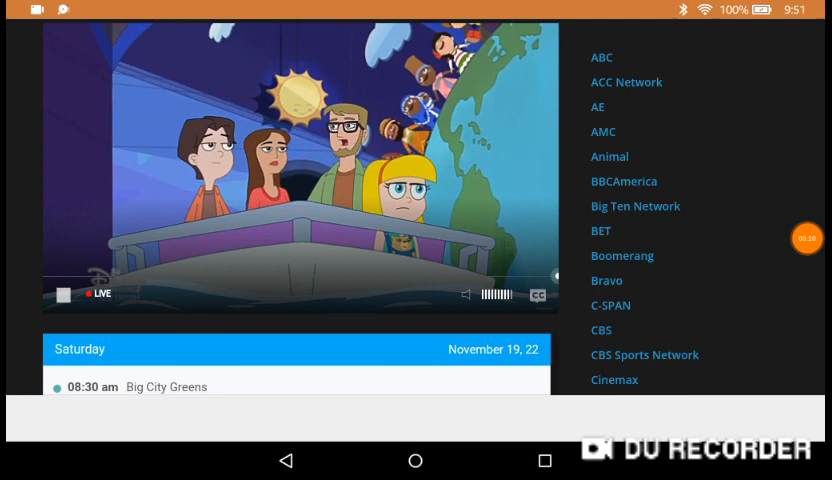 100% 9:51
ABC
ACC Network
AE
AMC
Animal
BBCAmerica
Big Ten Network
BET
Boomerang
Bravo
C-SPAN
CBS
CBS Sports Network
Cinemax
00:20
LIVE
CC
Saturday November 19, 22
08:30 am Big City Greens
DU RECORDER